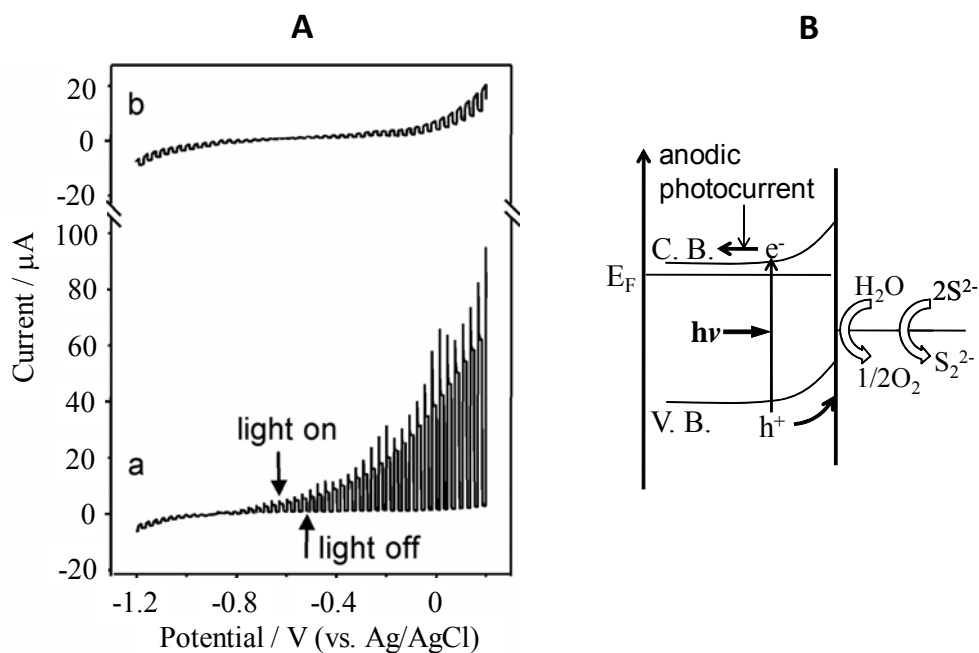 A
20
b
0
-20
100
80
60
40
20
0
-20
light on
a
light off
Current / μA
-1.2 -0.8 -0.4 0
Potential / V (vs. Ag/AgCl)
B
anodic
photocurrent
C. B. e⁻
E_F
H₂O 2S²⁻
hν
1/2O₂ S₂²⁻
V. B. h⁺